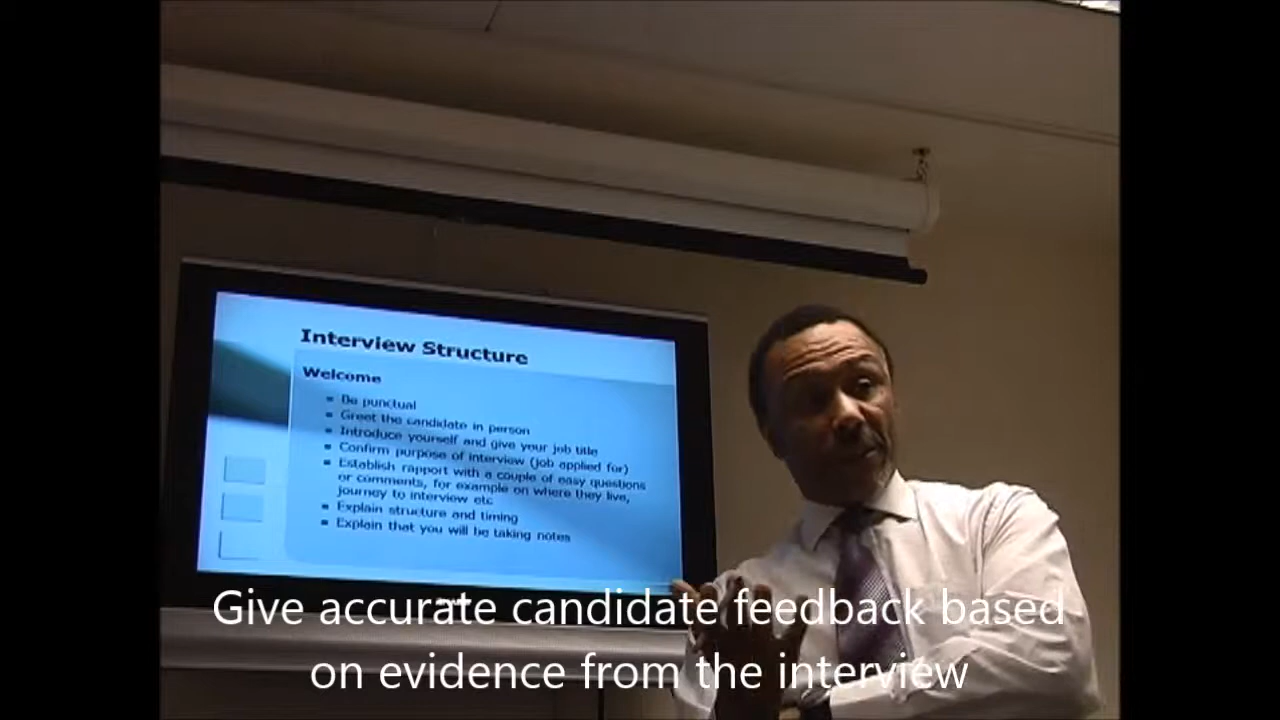 Interview Structure
Welcome
Be punctual
Greet the candidate in person
Introduce yourself and give your job title
Confirm purpose of interview (job applied for)
Establish rapport with a couple of easy questions
or comments, for example on where they live,
journey to interview etc
Explain structure and timing
Explain that you will be taking notes
Give accurate candidate feedback based
on evidence from the interview